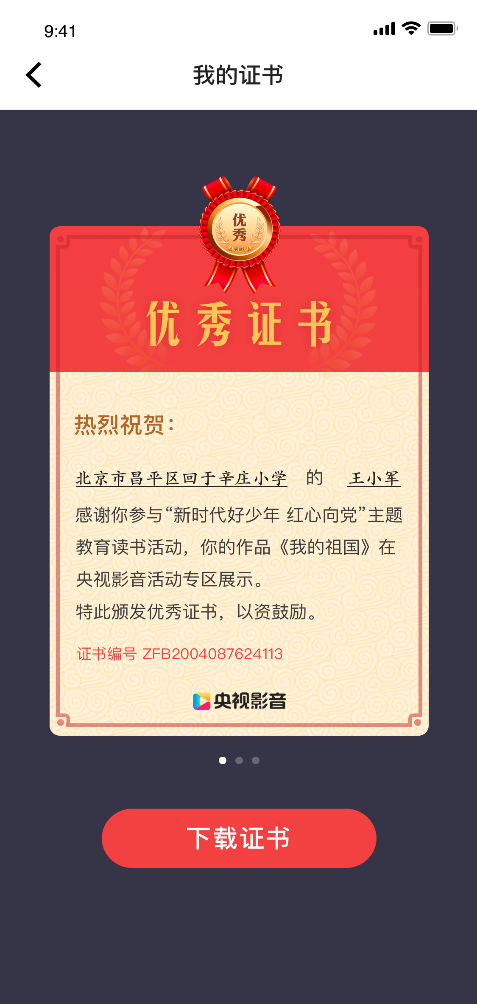 9:41
我的证书
优秀
优秀证书
热烈祝贺：
北京市昌平区回于辛庄小学 的 王小军
感谢你参与“新时代好少年 红心向党”主题
教育读书活动，你的作品《我的祖国》在
央视影音活动专区展示。
特此颁发优秀证书，以资鼓励。
证书编号 ZFB2004087624113
央视影音
下载证书